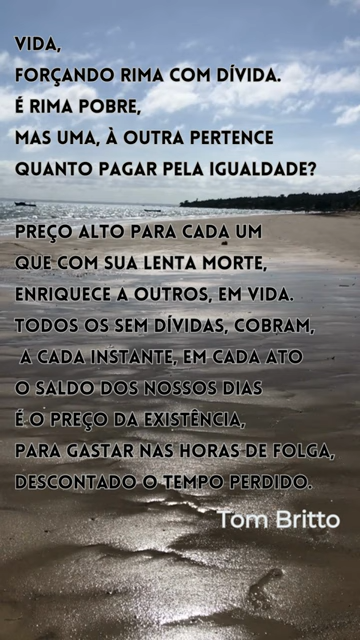 VIDA,
FORÇANDO RIMA COM DÍVIDA.
É RIMA POBRE,
MAS UMA, À OUTRA PERTENCE
QUANTO PAGAR PELA IGUALDADE?
PREÇO ALTO PARA CADA UM
QUE COM SUA LENTA MORTE,
ENRIQUECE A OUTROS, EM VIDA.
TODOS OS SEM DÍVIDAS, COBRAM,
A CADA INSTANTE, EM CADA ATO
O SALDO DOS NOSSOS DIAS
É O PREÇO DA EXISTÊNCIA,
PARA GASTAR NAS HORAS DE FOLGA,
DESCONTADO O TEMPO PERDIDO.
Tom Britto